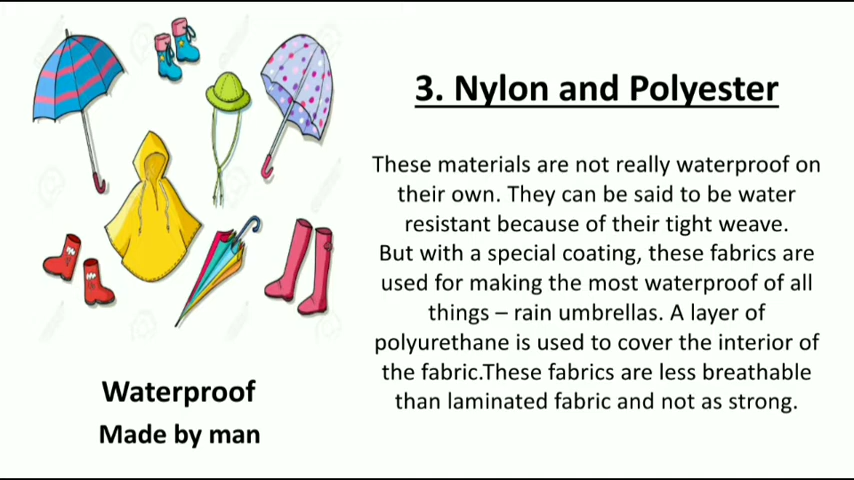 3. Nylon and Polyester
These materials are not really waterproof on
their own. They can be said to be water
resistant because of their tight weave.
But with a special coating, these fabrics are
used for making the most waterproof of all
things – rain umbrellas. A layer of
polyurethane is used to cover the interior of
the fabric.These fabrics are less breathable
than laminated fabric and not as strong.
Waterproof
Made by man